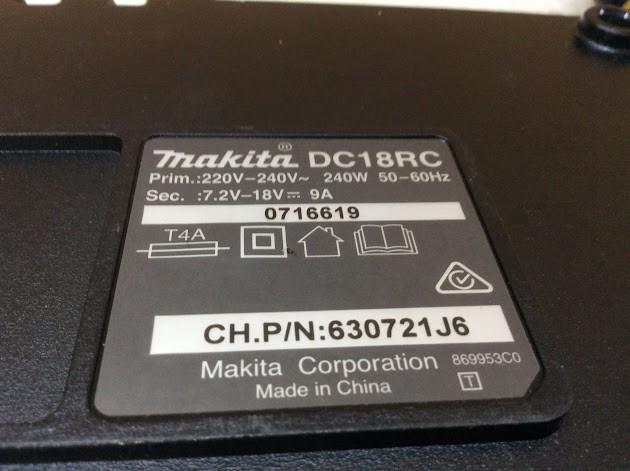 makita® DC18RC
Prim.:220V–240V~ 240W 50–60Hz
Sec. :7.2V–18V⎓ 9A
0716619
T4A
CH.P/N:630721J6
Makita Corporation 869953C0
Made in China T